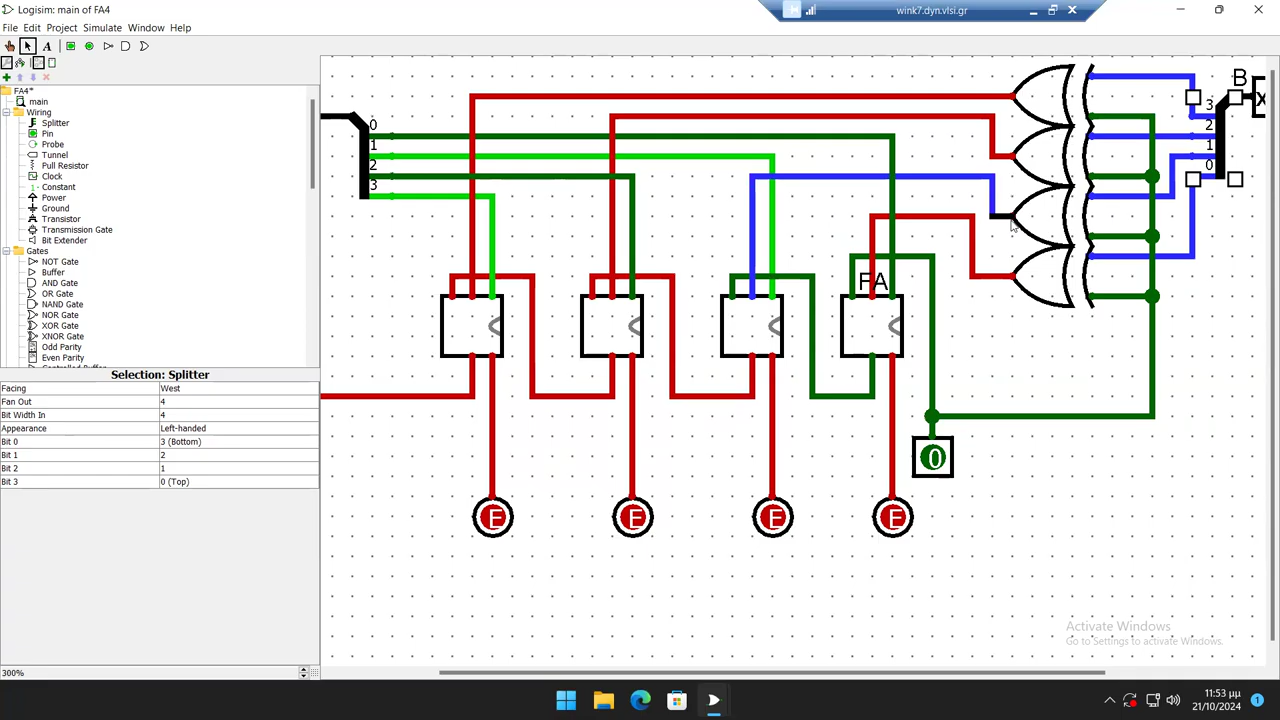 Logisim: main of FA4
wink7.dyn.vlsi.gr
File Edit Project Simulate Window Help
A
FA4*
main
Wiring
Splitter
Pin
Probe
Tunnel
Pull Resistor
Clock
Constant
Power
Ground
Transistor
Transmission Gate
Bit Extender
Gates
NOT Gate
Buffer
AND Gate
OR Gate
NAND Gate
NOR Gate
XOR Gate
XNOR Gate
Odd Parity
Even Parity
Selection: Splitter
Facing West
Fan Out 4
Bit Width In 4
Appearance Left-handed
Bit 0 3 (Bottom)
Bit 1 2
Bit 2 1
Bit 3 0 (Top)
300%
0
1
2
3
B
3
2
1
0
FA
0
E E E E
Activate Windows
Go to Settings to activate Windows.
11:53 μμ
21/10/2024
1